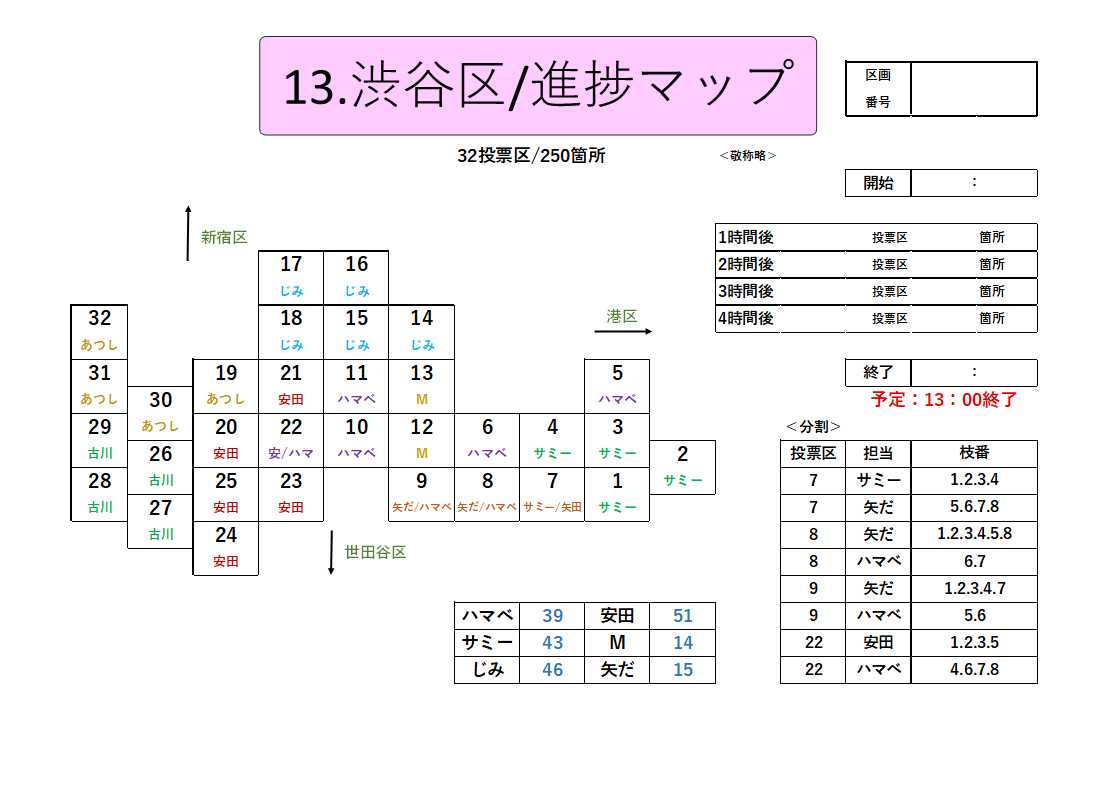 13.渋谷区/進捗マップ
区画
番号
32投票区/250箇所
＜敬称略＞
開始 ：
新宿区
1時間後 投票区 箇所
2時間後 投票区 箇所
3時間後 投票区 箇所
4時間後 投票区 箇所
17 16
じみ じみ
港区
32 18 15 14
あつし じみ じみ じみ
31 19 21 11 13 5
あつし あつし 安田 ハマベ M ハマベ
終了 ：
予定：13：00終了
30
あつし
29 20 22 10 12 6 4 3
古川 安田 安/ハマ ハマベ M ハマベ サミー サミー
26 2
古川 サミー
28 25 23 9 8 7 1
古川 安田 安田 矢だ/ハマベ 矢だ/ハマベ サミー/矢田 サミー
27
古川
24
安田
世田谷区
＜分割＞
投票区 担当 枝番
7 サミー 1.2.3.4
7 矢だ 5.6.7.8
8 矢だ 1.2.3.4.5.8
8 ハマベ 6.7
9 矢だ 1.2.3.4.7
9 ハマベ 5.6
22 安田 1.2.3.5
22 ハマベ 4.6.7.8
ハマベ 39 安田 51
サミー 43 M 14
じみ 46 矢だ 15